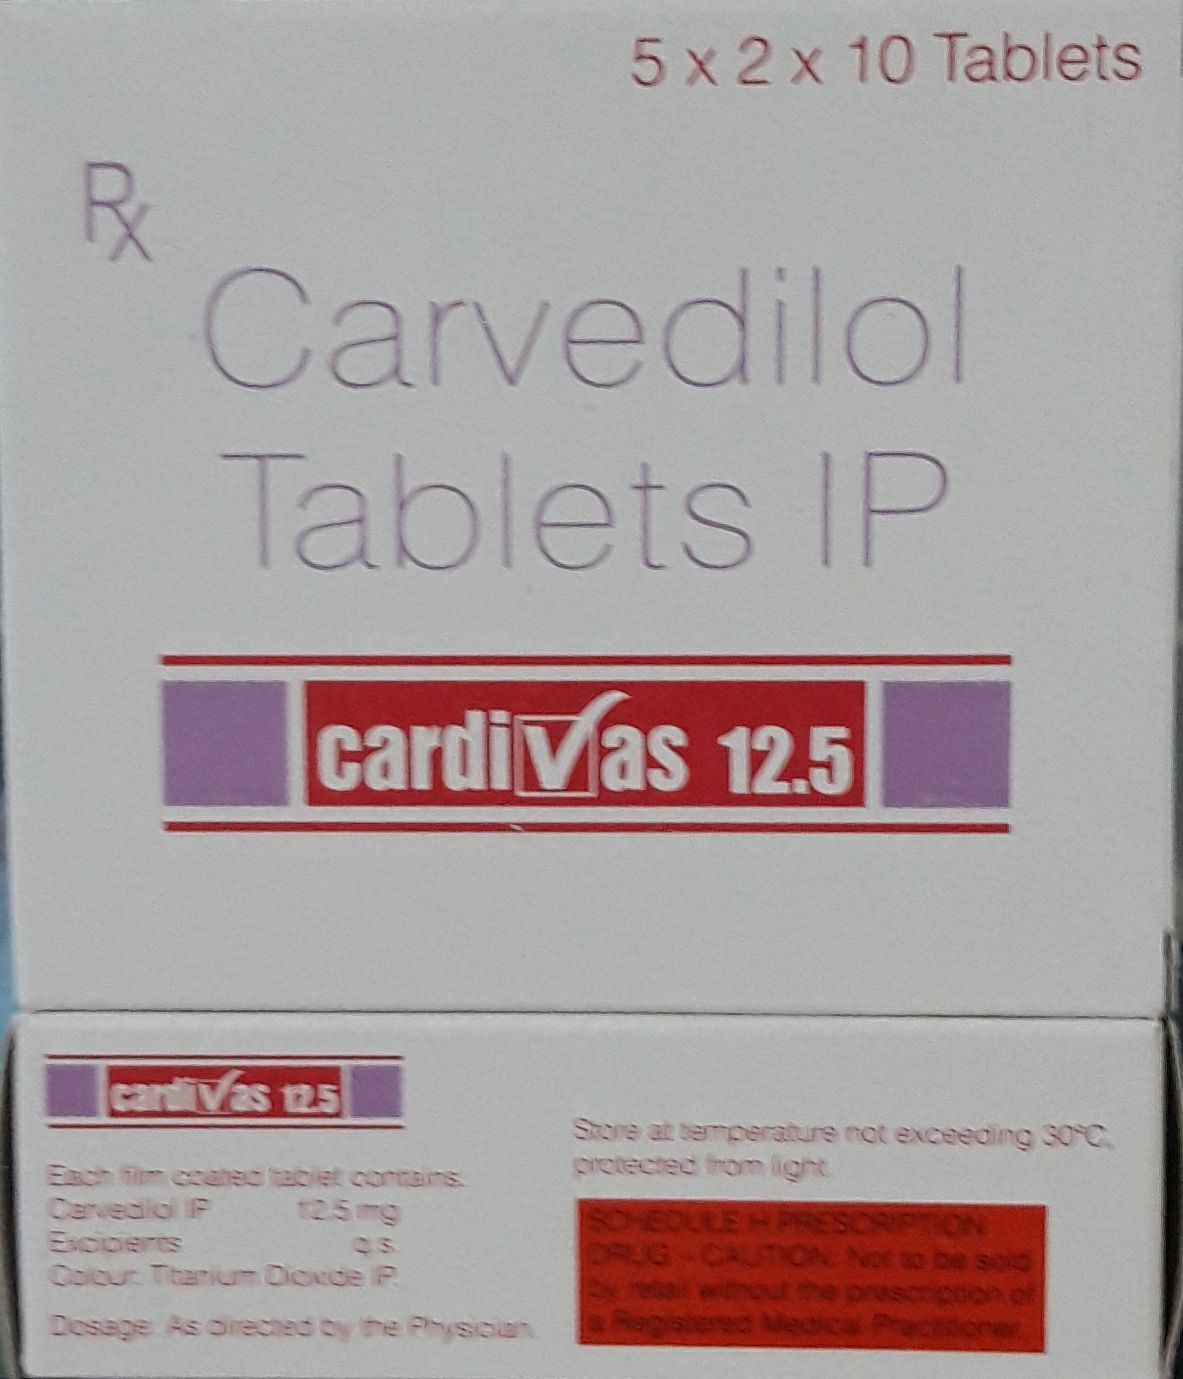 5 x 2 x 10 Tablets
Rx
Carvedilol
Tablets IP
cardivas 12.5
cardivas 12.5
Each film coated tablet contains:
Carvedilol IP 12.5 mg
Excipients q.s.
Colour: Titanium Dioxide IP
Dosage: As directed by the Physician.
Store at temperature not exceeding 30°C,
protected from light.
SCHEDULE H PRESCRIPTION
DRUG - CAUTION: Not to be sold
by retail without the prescription of
a Registered Medical Practitioner.